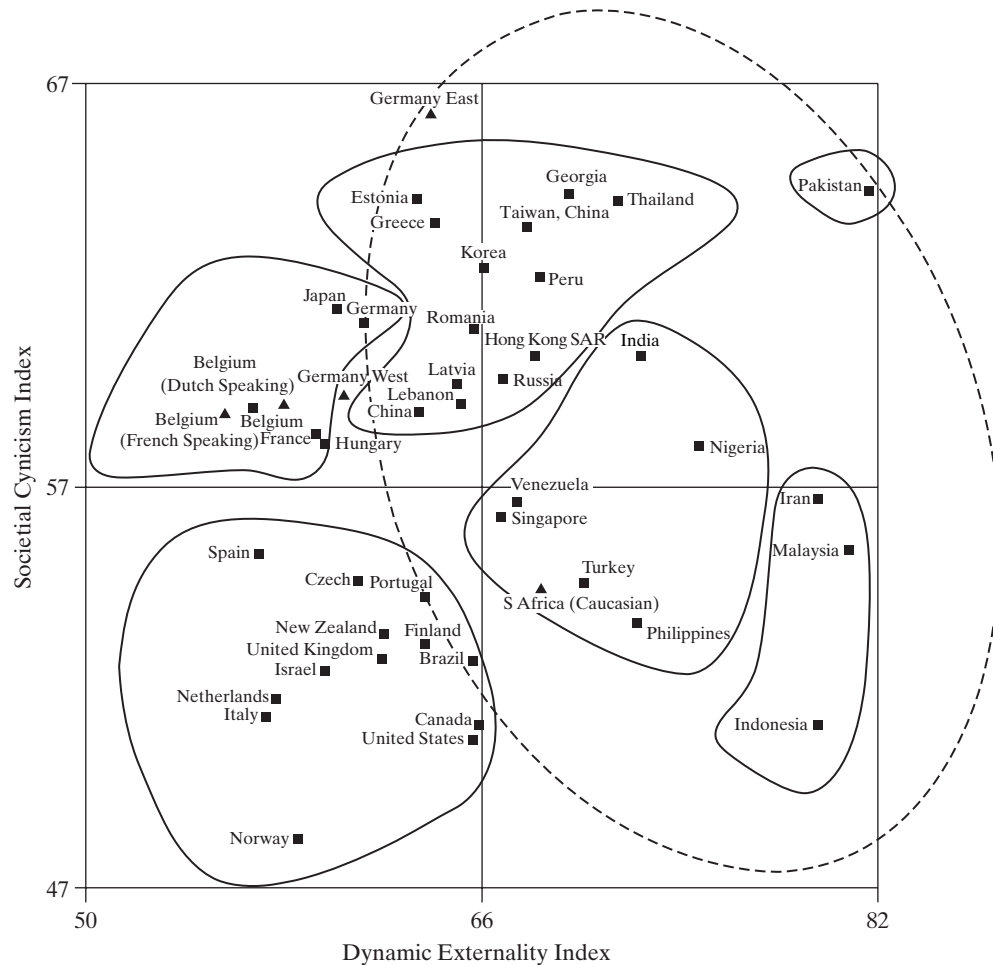 67
Germany East
Georgia
Pakistan
Estonia
Thailand
Taiwan, China
Greece
Korea
Peru
Japan
Germany
Romania
Hong Kong SAR
India
Belgium
(Dutch Speaking)
Germany West
Latvia
Russia
Lebanon
China
Belgium
(French Speaking)
Belgium
France
Hungary
Nigeria
Societial Cynicism Index
57
Venezuela
Iran
Singapore
Spain
Malaysia
Czech
Portugal
Turkey
S Africa (Caucasian)
New Zealand
Finland
Philippines
United Kingdom
Brazil
Israel
Netherlands
Italy
Canada
Indonesia
United States
Norway
47
50
66
82
Dynamic Externality Index